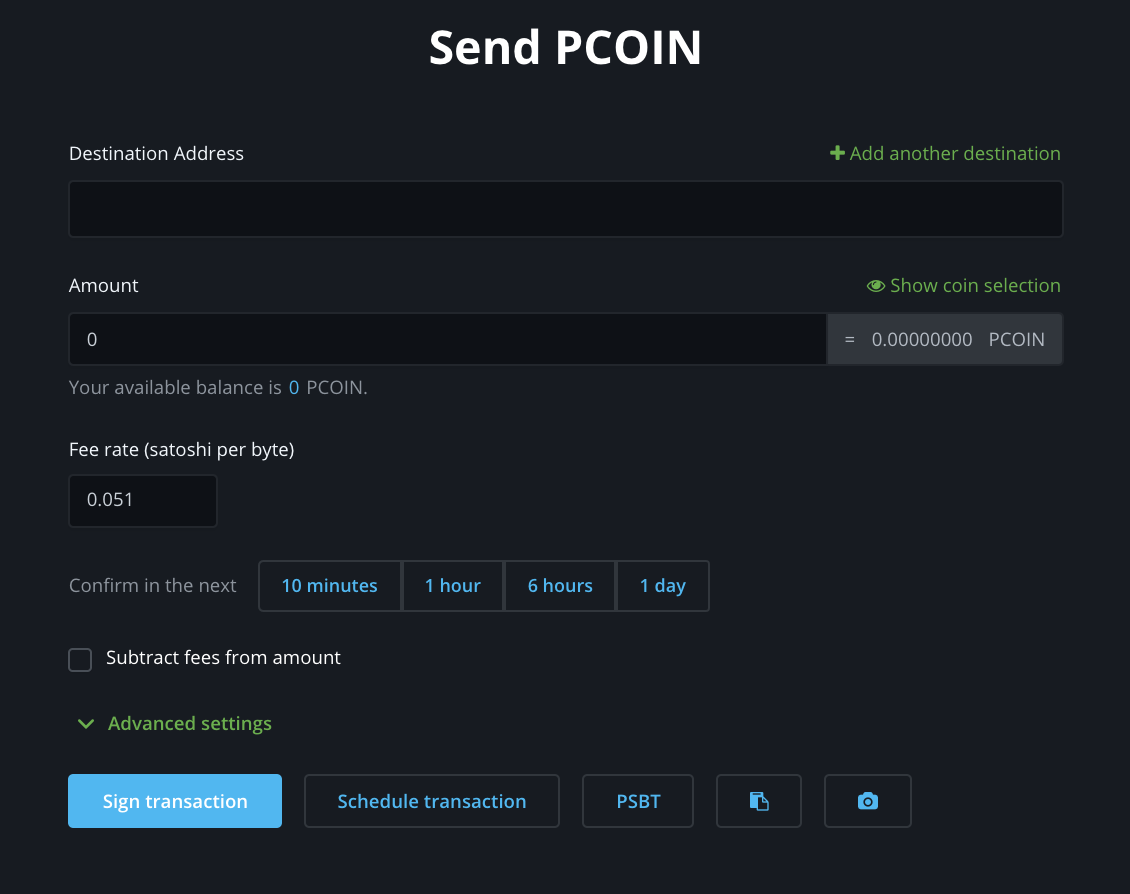 Send PCOIN
Destination Address
Add another destination
Amount
Show coin selection
0
= 0.00000000 PCOIN
Your available balance is 0 PCOIN.
Fee rate (satoshi per byte)
0.051
Confirm in the next
10 minutes
1 hour
6 hours
1 day
Subtract fees from amount
Advanced settings
Sign transaction
Schedule transaction
PSBT